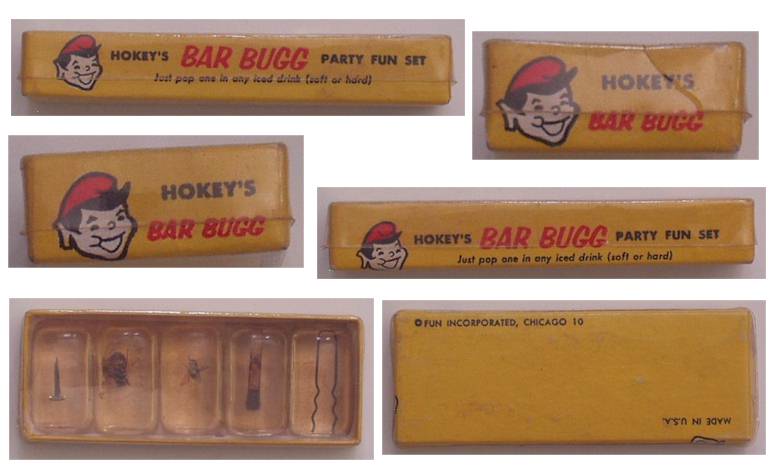 HOKEY'S BAR BUGG PARTY FUN SET
Just pop one in any iced drink (soft or hard)
HOKEY'S
BAR BUGG
HOKEY'S
BAR BUGG
HOKEY'S BAR BUGG PARTY FUN SET
Just pop one in any iced drink (soft or hard)
© FUN INCORPORATED, CHICAGO 10
MADE IN U.S.A.